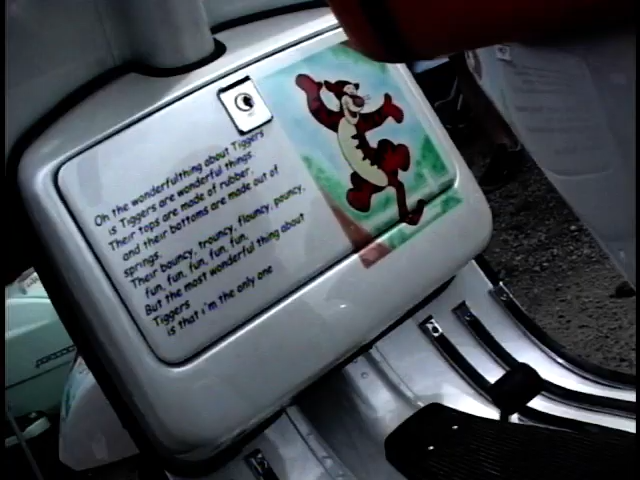 Oh the wonderfulthing about Tiggers
is Tiggers are wonderful things.
Their tops are made of rubber,
and their bottoms are made out of
springs.
Their bouncy, trouncy, flouncy, pouncy,
fun, fun, fun, fun, fun.
But the most wonderful thing about
Tiggers
is that i'm the only one